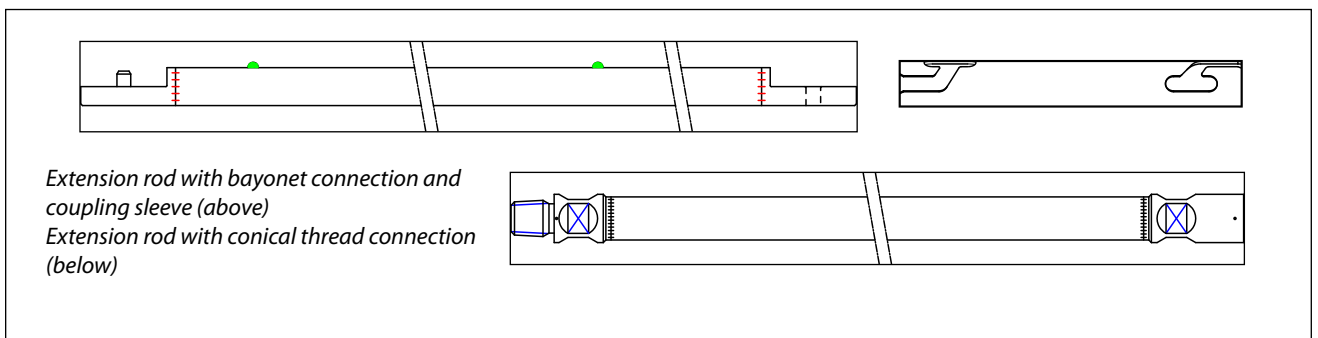 Extension rod with bayonet connection and
coupling sleeve (above)
Extension rod with conical thread connection
(below)